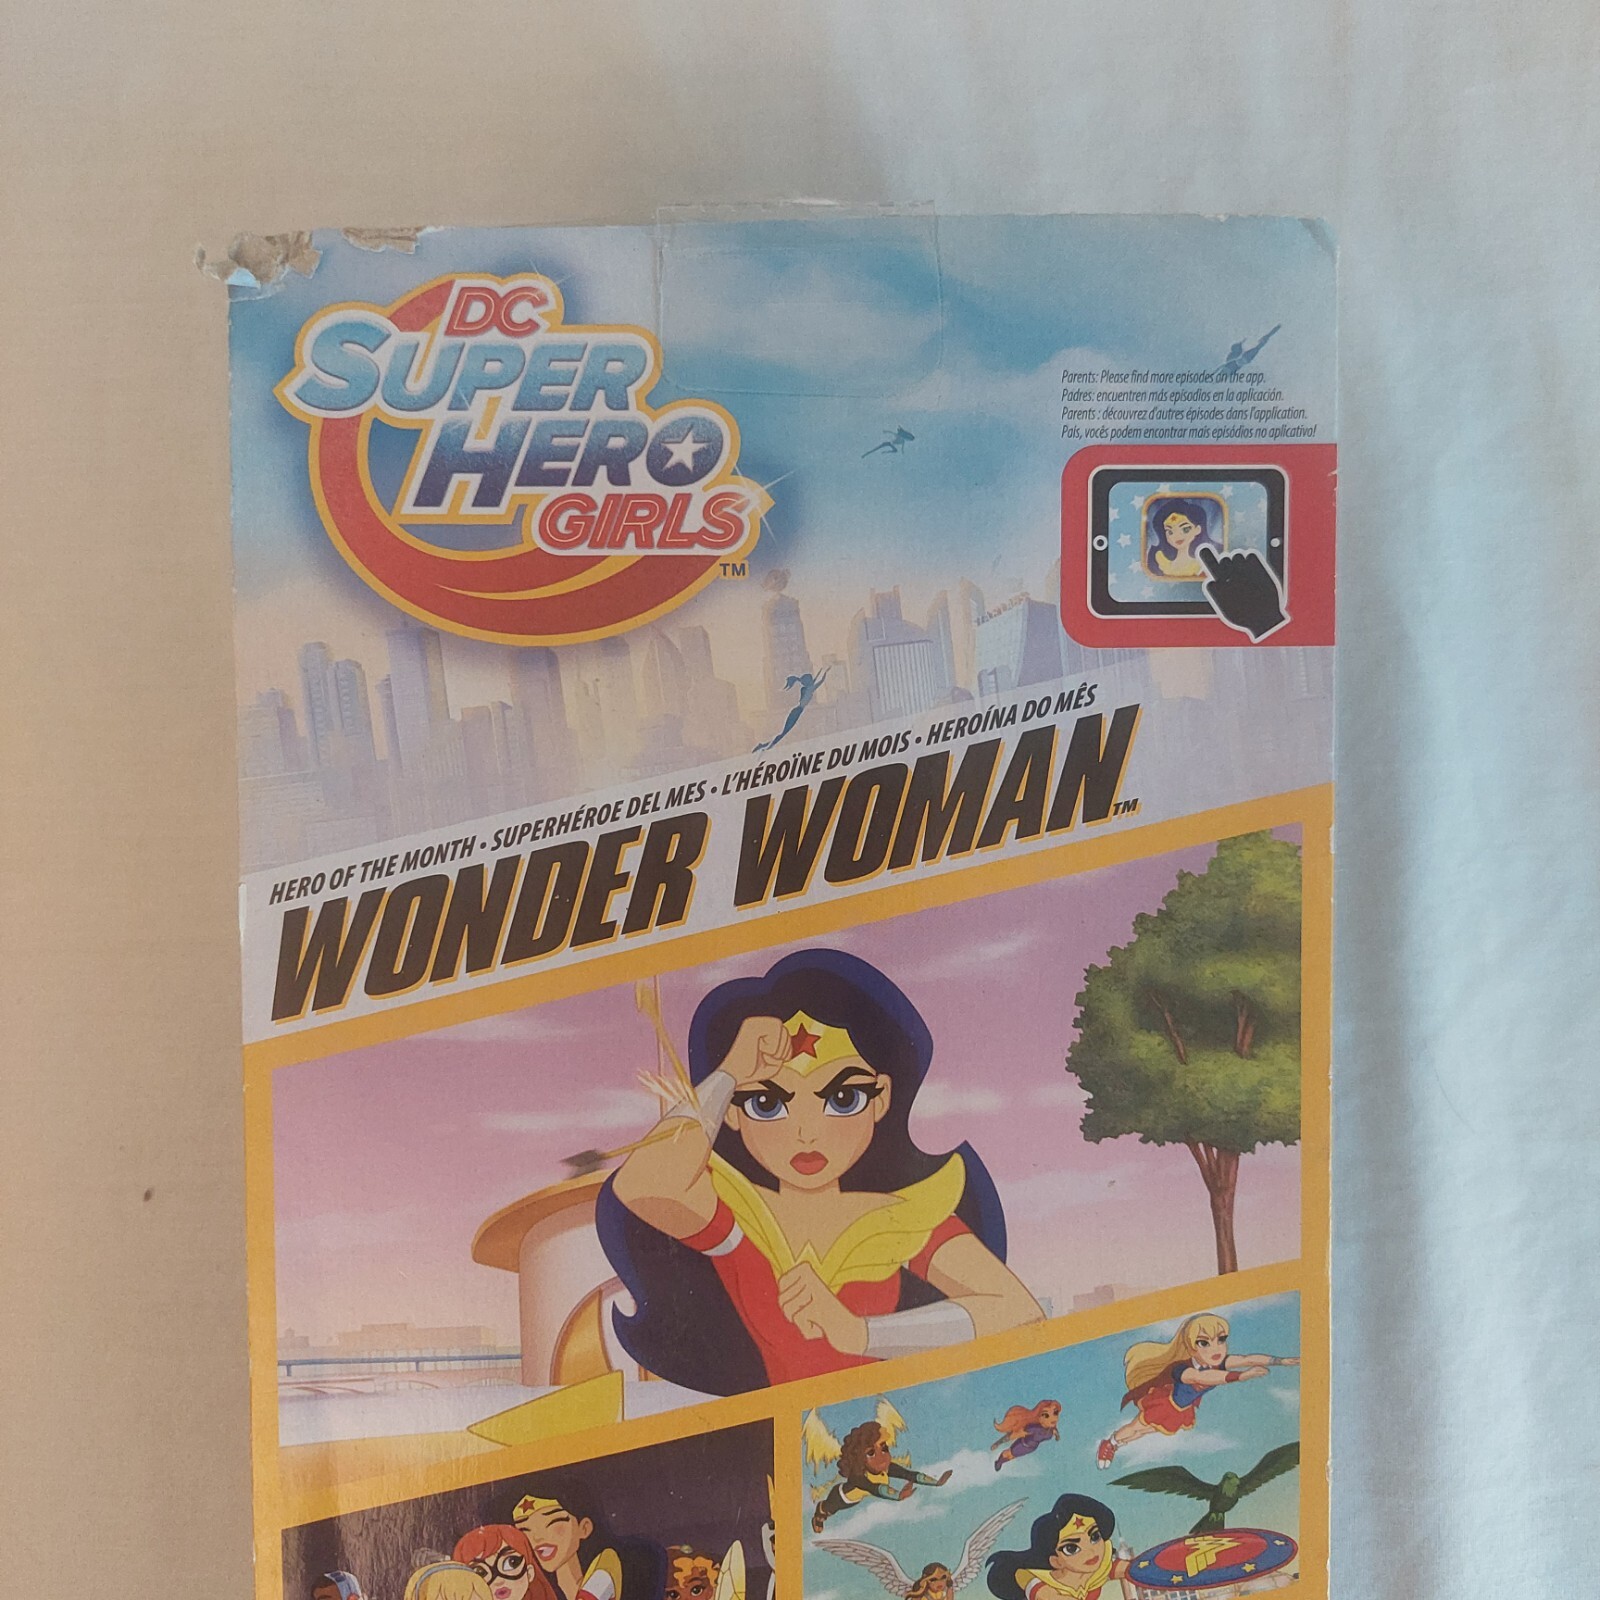 DC
SUPER
HERO
GIRLS
TM
Parents: Please find more episodes on the app.
Padres: encuentren más episodios en la aplicación.
Parents : découvrez d'autres épisodes dans l'application.
Pais, vocês podem encontrar mais episódios no aplicativo!
HERO OF THE MONTH • SUPERHÉROE DEL MES • L'HÉROÏNE DU MOIS • HEROÍNA DO MÊS
WONDER WOMAN TM